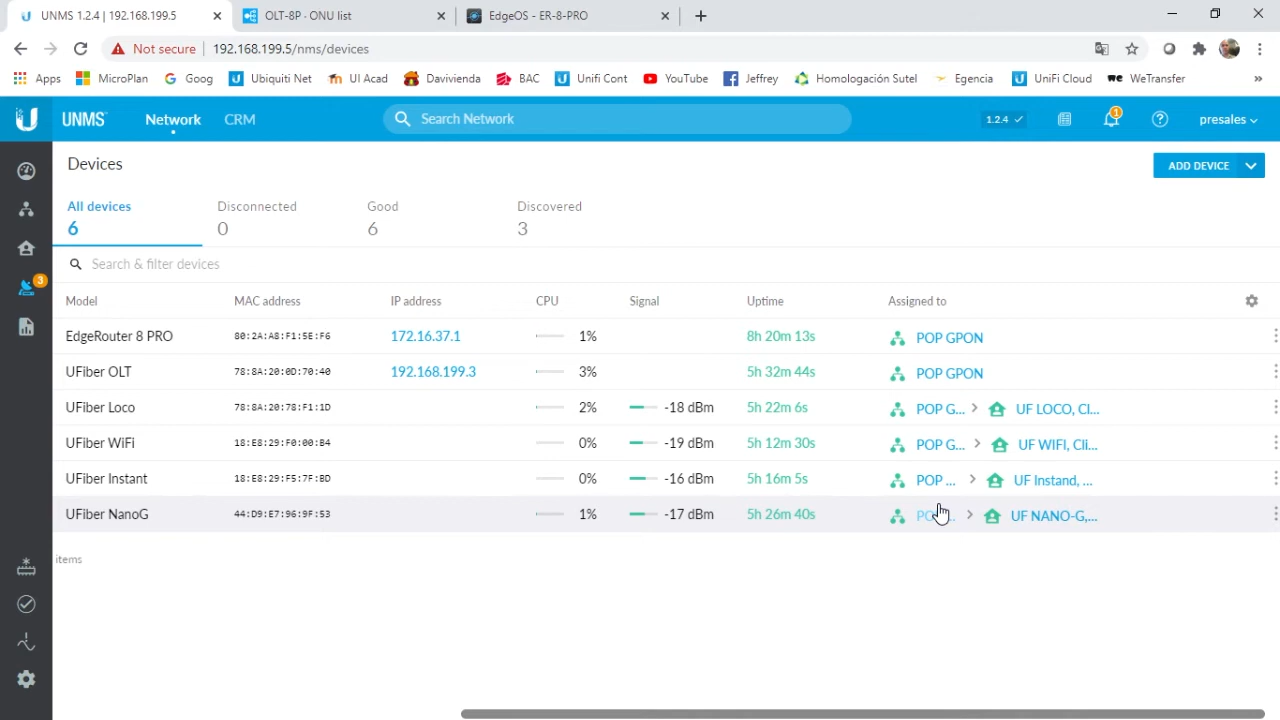 UNMS 1.2.4 | 192.168.199.5
OLT-8P - ONU list
EdgeOS - ER-8-PRO
Not secure
192.168.199.5/nms/devices
Apps
MicroPlan
Goog
Ubiquiti Net
UI Acad
Davivienda
BAC
Unifi Cont
YouTube
Jeffrey
Homologación Sutel
Egencia
UniFi Cloud
WeTransfer
»
UNMS
Network
CRM
Search Network
1.2.4
1
presales
Devices
ADD DEVICE
All devices
Disconnected
Good
Discovered
6
0
6
3
3
Search & filter devices
Model MAC address IP address CPU Signal Uptime Assigned to
EdgeRouter 8 PRO 80:2A:A8:F1:5E:F6 172.16.37.1 1% 8h 20m 13s POP GPON
UFiber OLT 78:8A:20:0D:70:40 192.168.199.3 3% 5h 32m 44s POP GPON
UFiber Loco 78:8A:20:78:F1:1D 2% -18 dBm 5h 22m 6s POP G... > UF LOCO, Cl...
UFiber WiFi 18:E8:29:F0:00:B4 0% -19 dBm 5h 12m 30s POP G... > UF WIFI, Cli...
UFiber Instant 18:E8:29:F5:7F:BD 0% -16 dBm 5h 16m 5s POP ... > UF Instand, ...
UFiber NanoG 44:D9:E7:96:9F:53 1% -17 dBm 5h 26m 40s > UF NANO-G,...
items